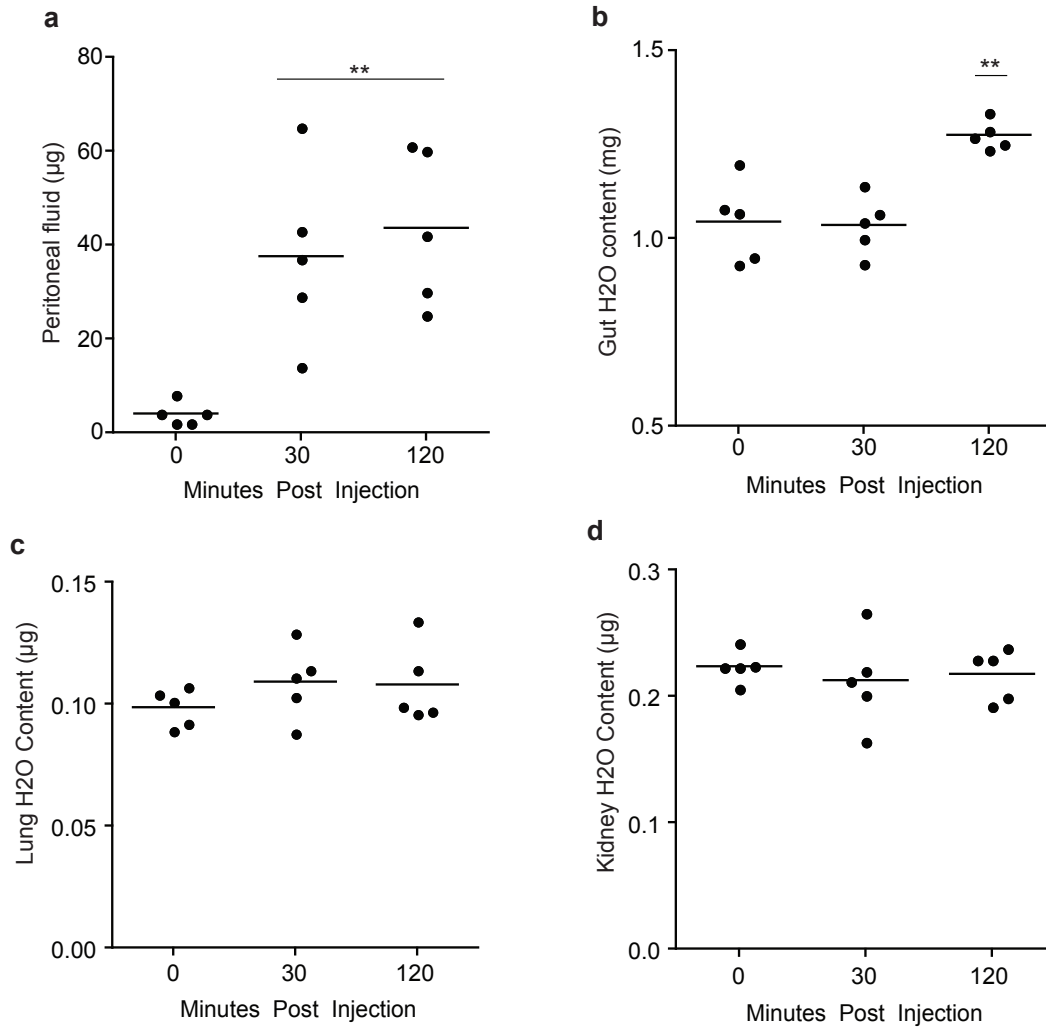 a
**
80
60
40
20
0
Peritoneal fluid (µg)
0 30 120
Minutes Post Injection
b
**
1.5
1.0
0.5
Gut H2O content (mg)
0 30 120
Minutes Post Injection
c
0.15
0.10
0.05
0.00
Lung H2O Content (µg)
0 30 120
Minutes Post Injection
d
0.3
0.2
0.1
0.0
Kidney H2O Content (µg)
0 30 120
Minutes Post Injection